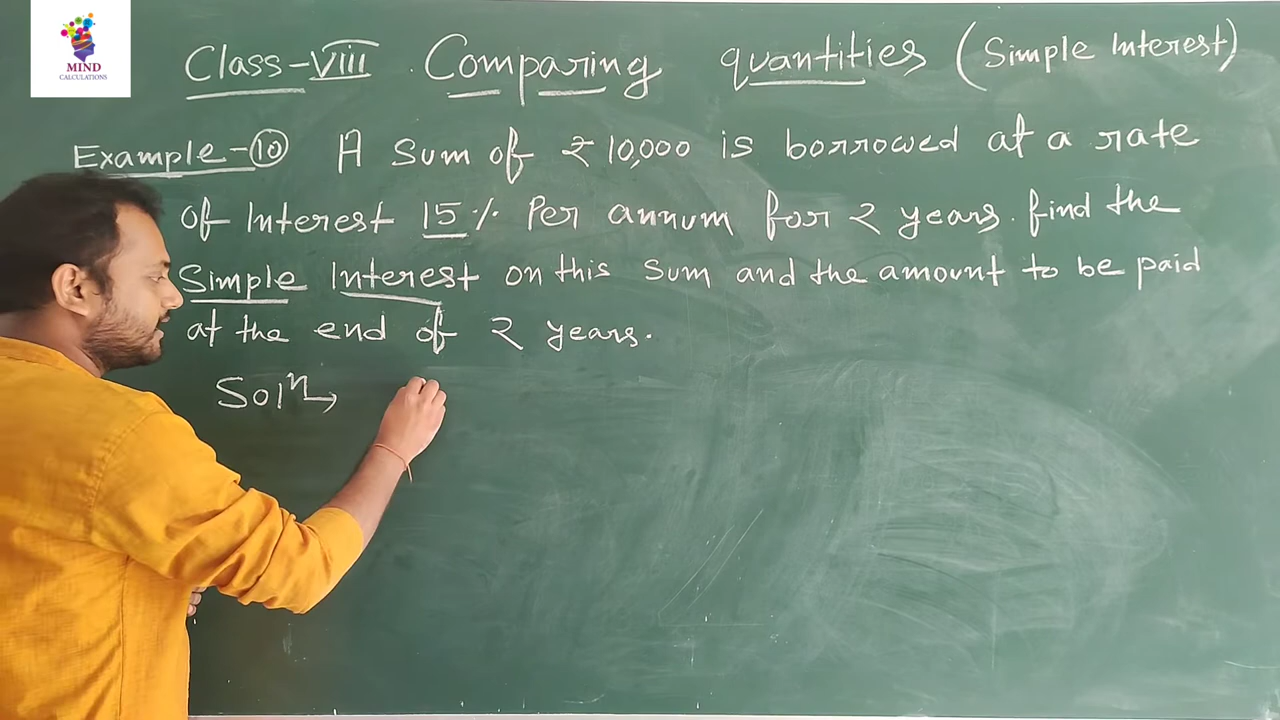 MIND
CALCULATIONS
Class-VIII Comparing quantities (Simple Interest)
Example-10 A Sum of ₹10,000 is borrowed at a rate
of Interest 15% Per annum for 2 years. find the
Simple Interest on this Sum and the amount to be paid
at the end of 2 years.
Solⁿ→